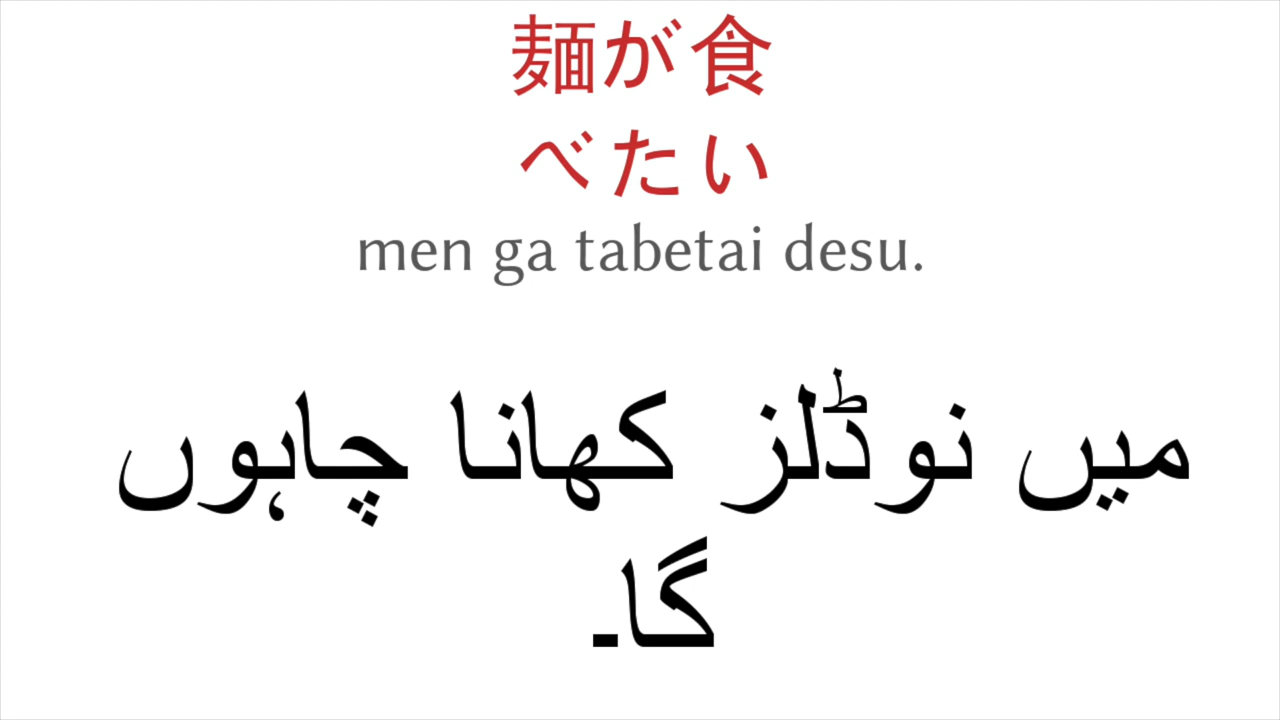 麺が食
べたい
men ga tabetai desu.
میں نوڈلز کھانا چاہوں
گا۔